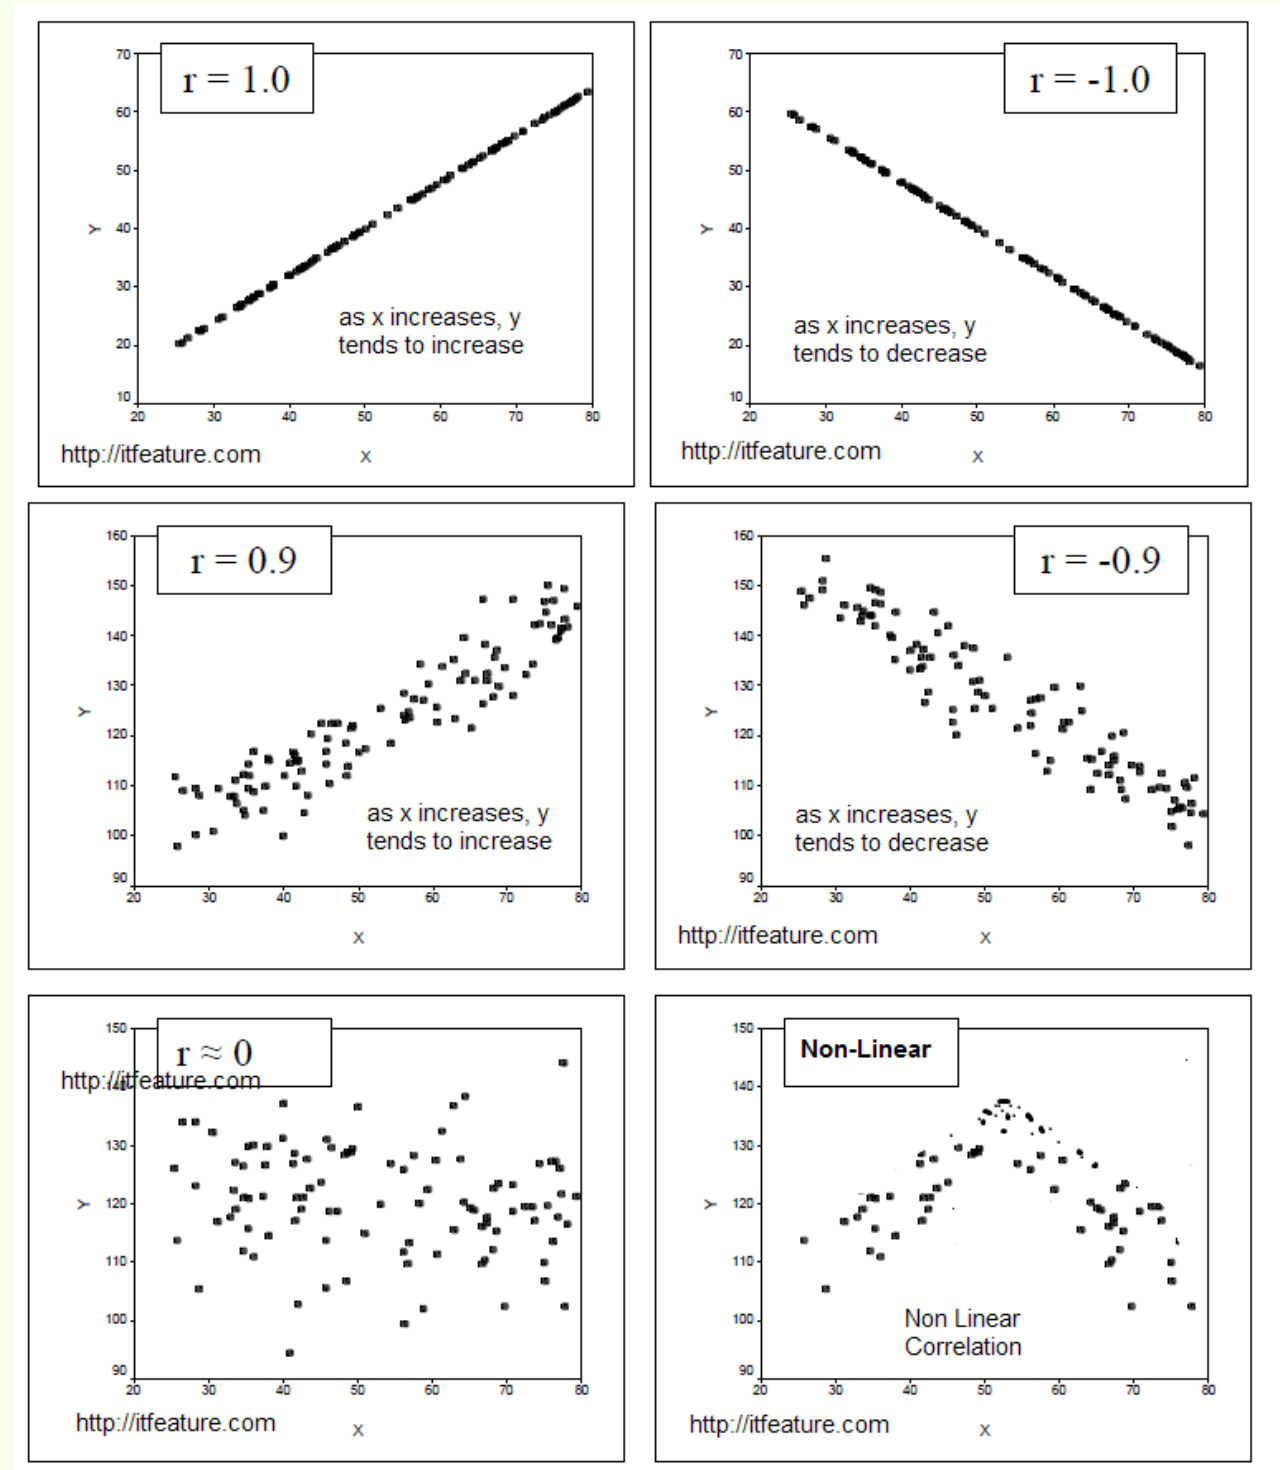 r = 1.0
70
60
50
40
30
20
10
Y
as x increases, y
tends to increase
20 30 40 50 60 70 80
http://itfeature.com
X
r = -1.0
70
60
50
40
30
20
10
Y
as x increases, y
tends to decrease
20 30 40 50 60 70 80
http://itfeature.com
X
r = 0.9
160
150
140
130
120
110
100
90
Y
as x increases, y
tends to increase
20 30 40 50 60 70 80
X
r = -0.9
160
150
140
130
120
110
100
90
Y
as x increases, y
tends to decrease
20 30 40 50 60 70 80
http://itfeature.com
X
150
r ≈ 0
http://itfeature.com
140
130
120
110
100
90
Y
20 30 40 50 60 70 80
http://itfeature.com
X
Non-Linear
150
140
130
120
110
100
90
Y
Non Linear
Correlation
20 30 40 50 60 70 80
http://itfeature.com
X